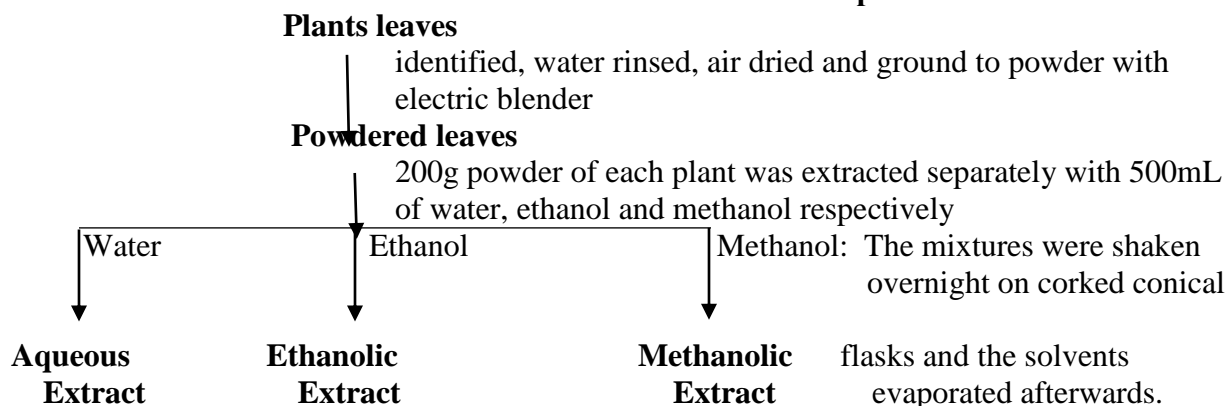 Plants leaves
identified, water rinsed, air dried and ground to powder with
electric blender
Powdered leaves
200g powder of each plant was extracted separately with 500mL
of water, ethanol and methanol respectively
Water Ethanol Methanol: The mixtures were shaken
overnight on corked conical
Aqueous Ethanolic Methanolic flasks and the solvents
Extract Extract Extract evaporated afterwards.